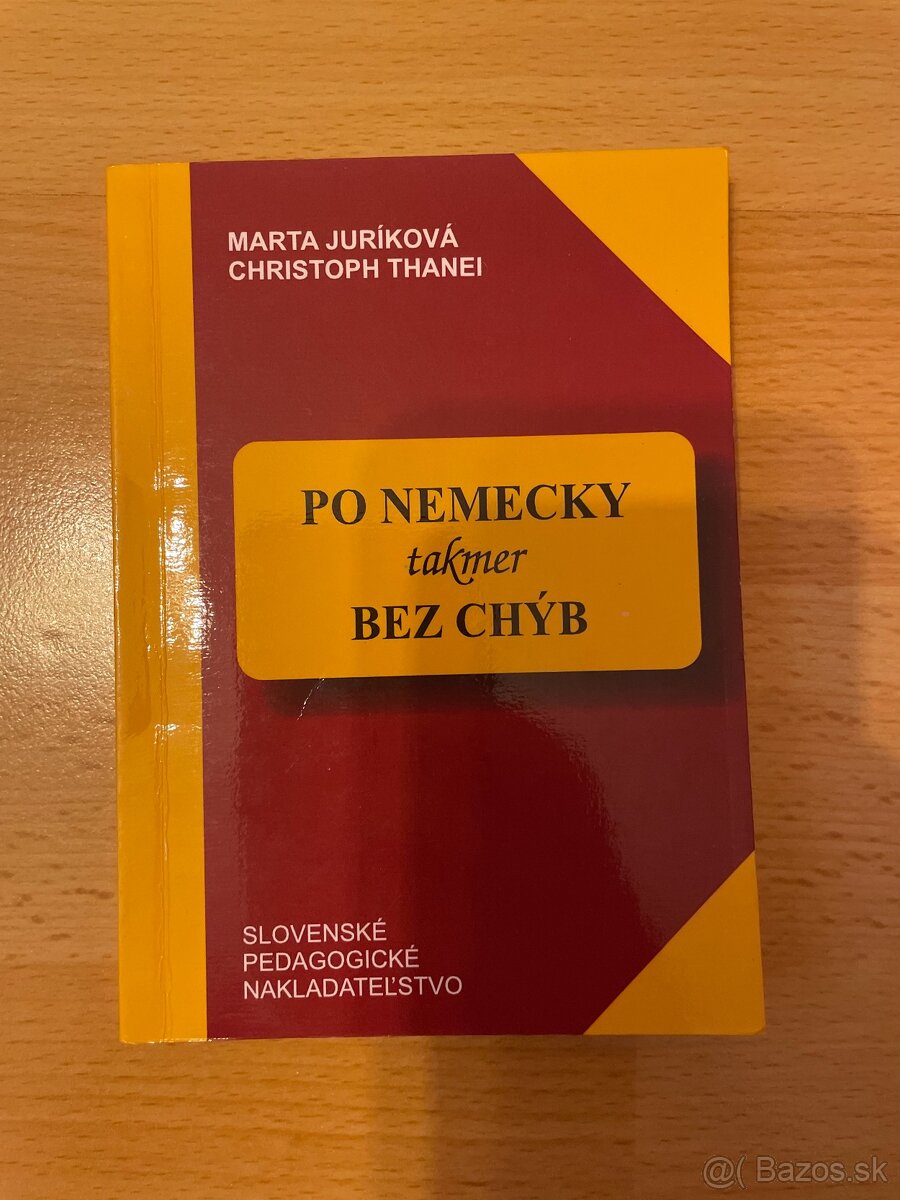 MARTA JURÍKOVÁ
CHRISTOPH THANEI
PO NEMECKY
takmer
BEZ CHÝB
SLOVENSKÉ
PEDAGOGICKÉ
NAKLADATEĽSTVO
@( Bazos.sk